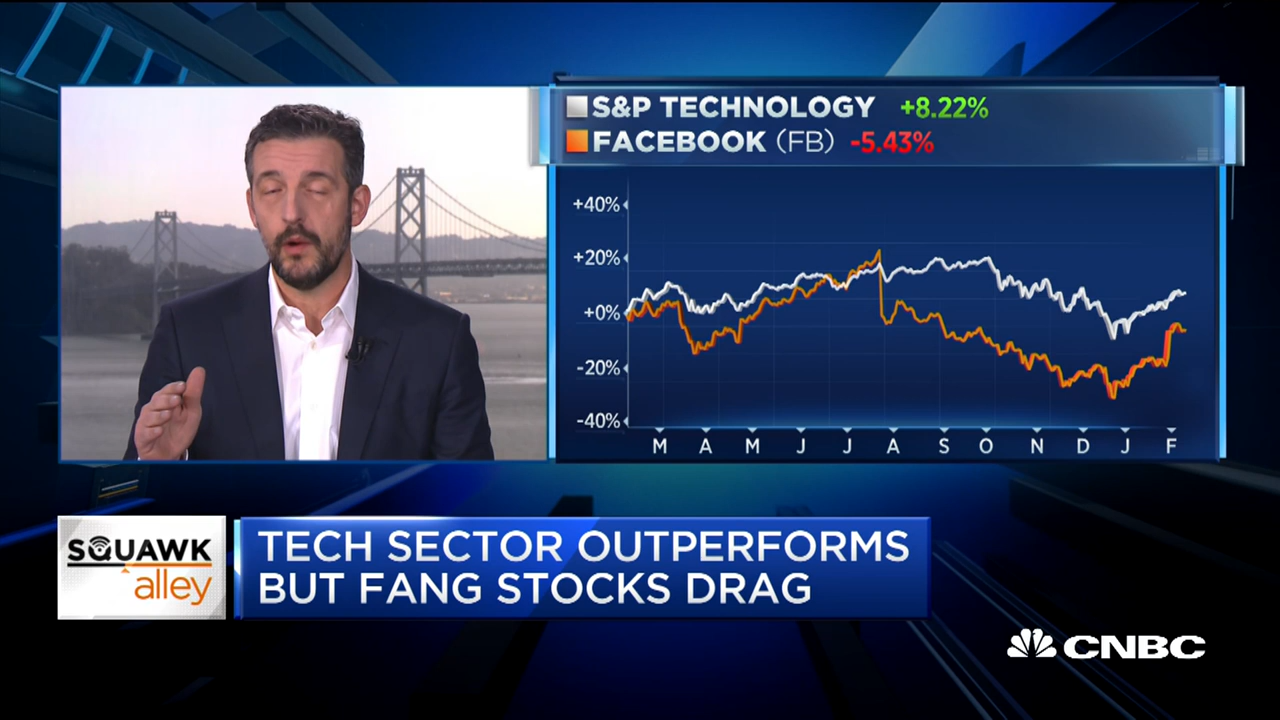 S&P TECHNOLOGY +8.22%
FACEBOOK (FB) -5.43%
+40%
+20%
+0%
-20%
-40%
M A M J J A S O N D J F
SQUAWK
alley
TECH SECTOR OUTPERFORMS
BUT FANG STOCKS DRAG
CNBC